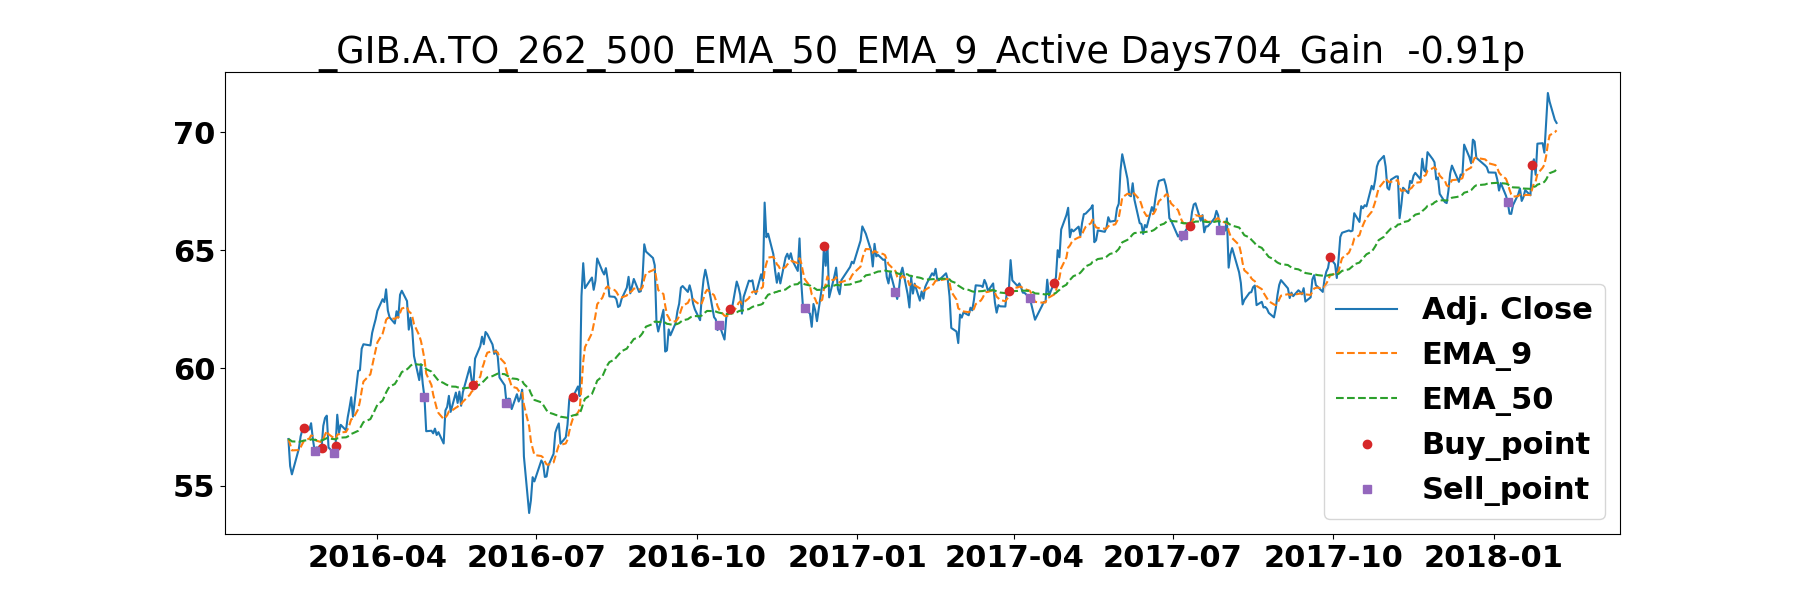 _GIB.A.TO_262_500_EMA_50_EMA_9_Active Days704_Gain  -0.91p
70
65
60
55
Adj. Close
EMA_9
EMA_50
Buy_point
Sell_point
2016-04 2016-07 2016-10 2017-01 2017-04 2017-07 2017-10 2018-01